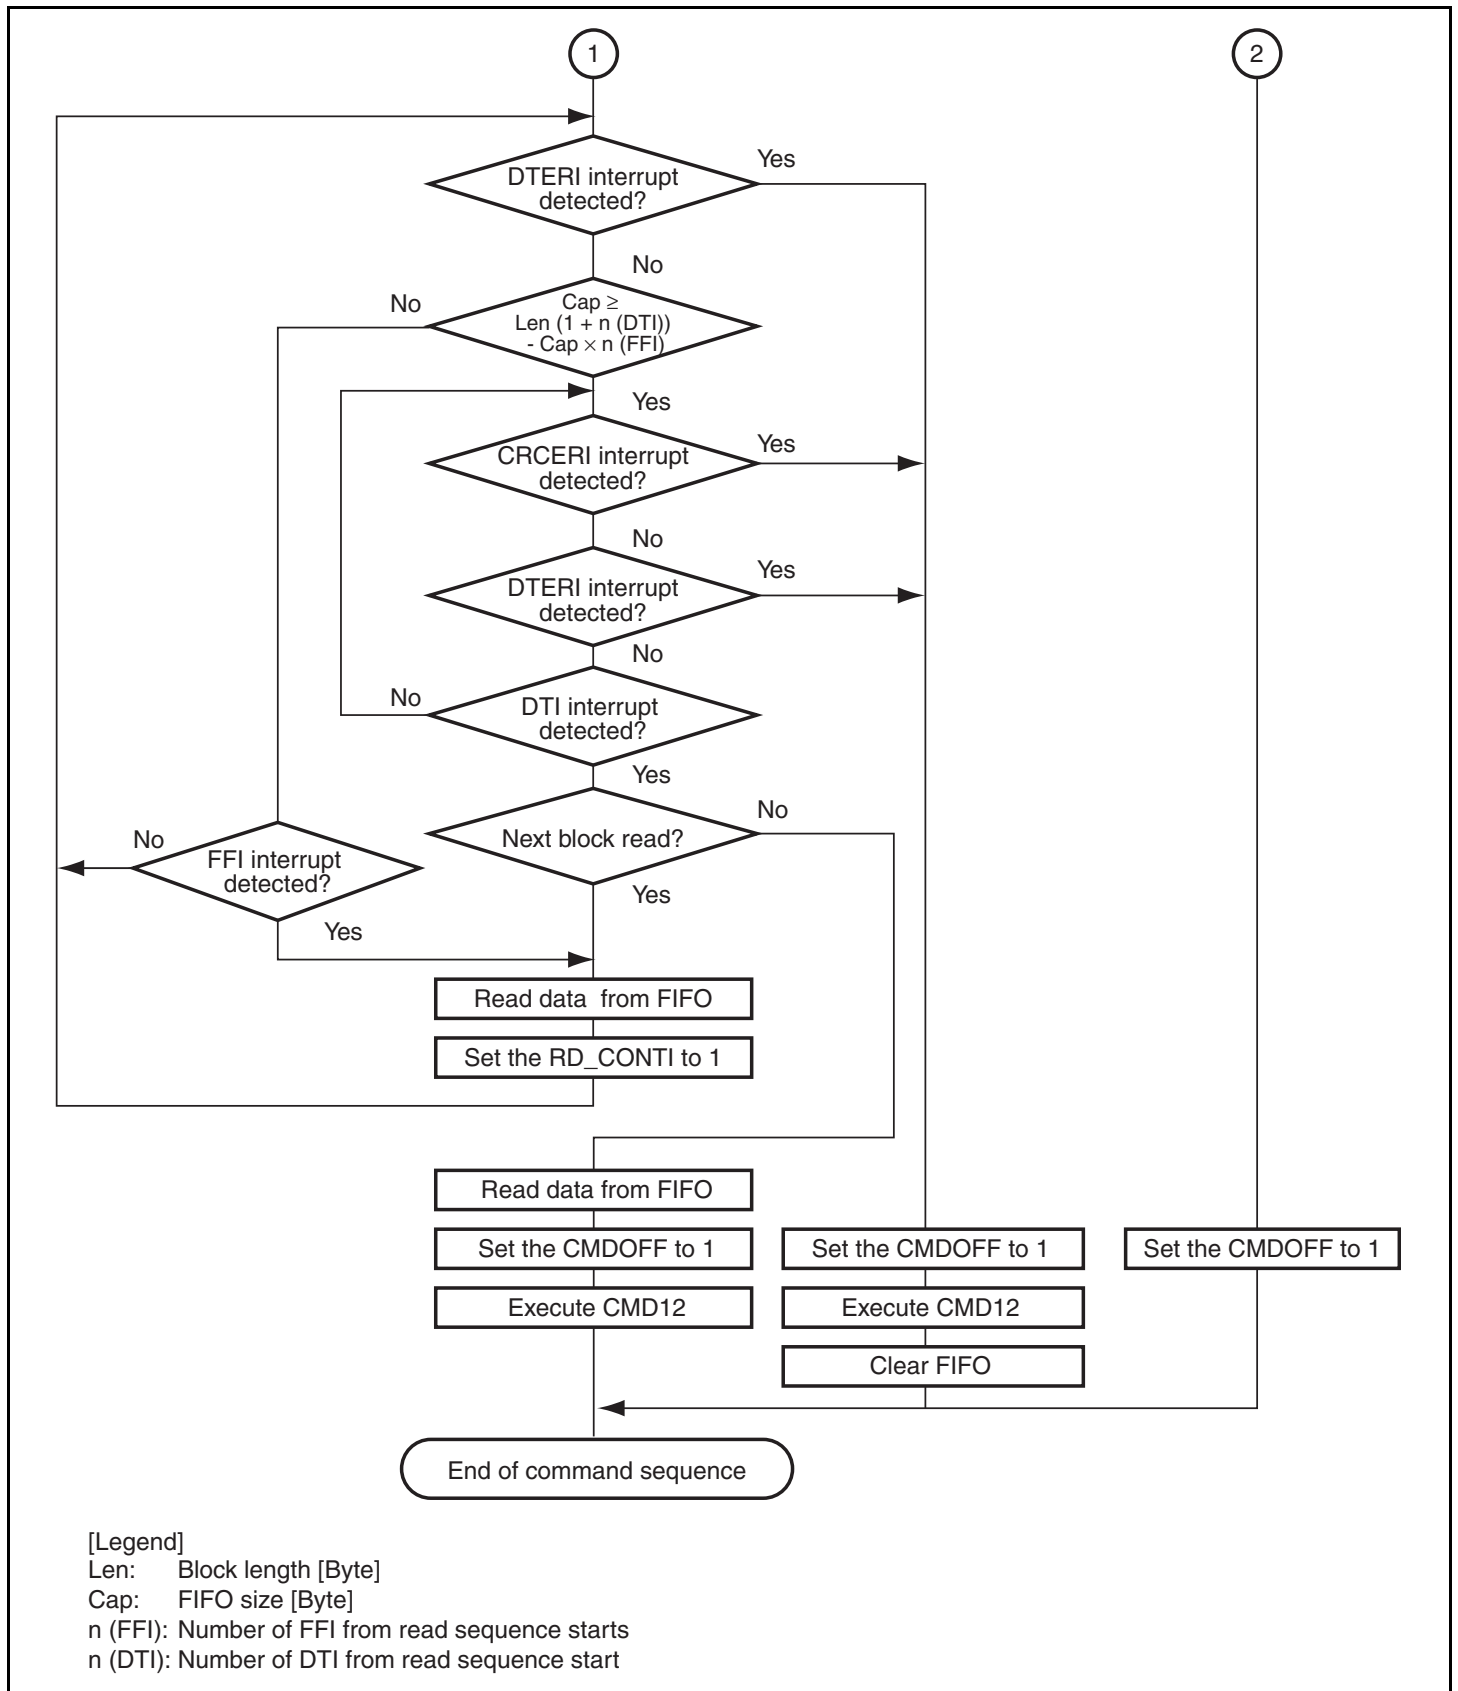 1
2
DTERI interrupt
detected?
Yes
No
Cap ≥
Len (1 + n (DTI))
- Cap × n (FFI)
No
Yes
CRCERI interrupt
detected?
Yes
No
DTERI interrupt
detected?
Yes
No
DTI interrupt
detected?
No
Yes
Next block read?
No
Yes
FFI interrupt
detected?
No
Yes
Read data from FIFO
Set the RD_CONTI to 1
Read data from FIFO
Set the CMDOFF to 1
Execute CMD12
Set the CMDOFF to 1
Execute CMD12
Clear FIFO
Set the CMDOFF to 1
End of command sequence
[Legend]
Len: Block length [Byte]
Cap: FIFO size [Byte]
n (FFI): Number of FFI from read sequence starts
n (DTI): Number of DTI from read sequence start